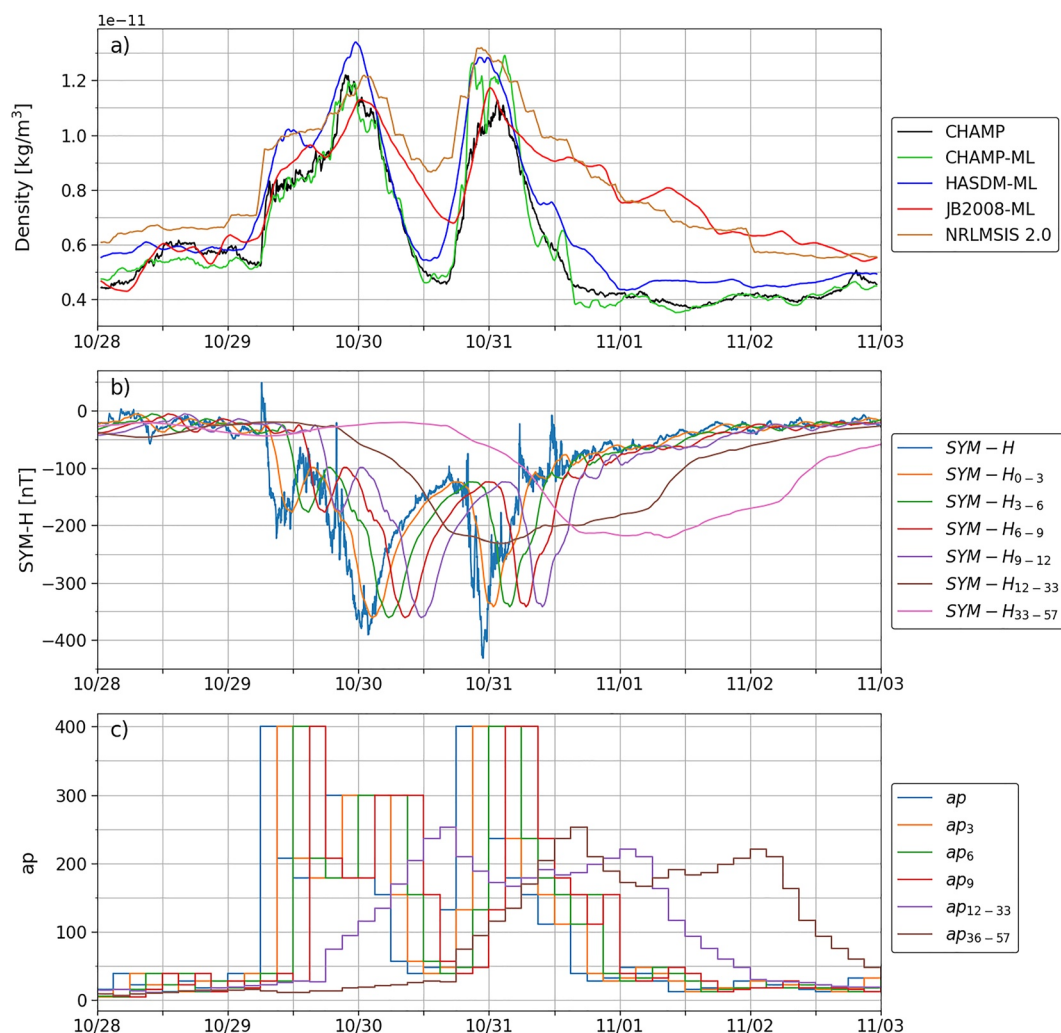 1e-11
a)
Density [kg/m³]
1.2
1.0
0.8
0.6
0.4
10/28 10/29 10/30 10/31 11/01 11/02 11/03
CHAMP
CHAMP-ML
HASDM-ML
JB2008-ML
NRLMSIS 2.0
b)
SYM-H [nT]
0
−100
−200
−300
−400
10/28 10/29 10/30 10/31 11/01 11/02 11/03
SYM − H
SYM − H₀₋₃
SYM − H₃₋₆
SYM − H₆₋₉
SYM − H₉₋₁₂
SYM − H₁₂₋₃₃
SYM − H₃₃₋₅₇
c)
ap
400
300
200
100
0
10/28 10/29 10/30 10/31 11/01 11/02 11/03
ap
ap₃
ap₆
ap₉
ap₁₂₋₃₃
ap₃₆₋₅₇